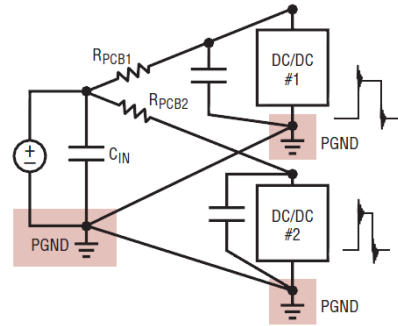 RPCB1
DC/DC
#1
RPCB2
PGND
+
−
CIN
DC/DC
#2
PGND
PGND